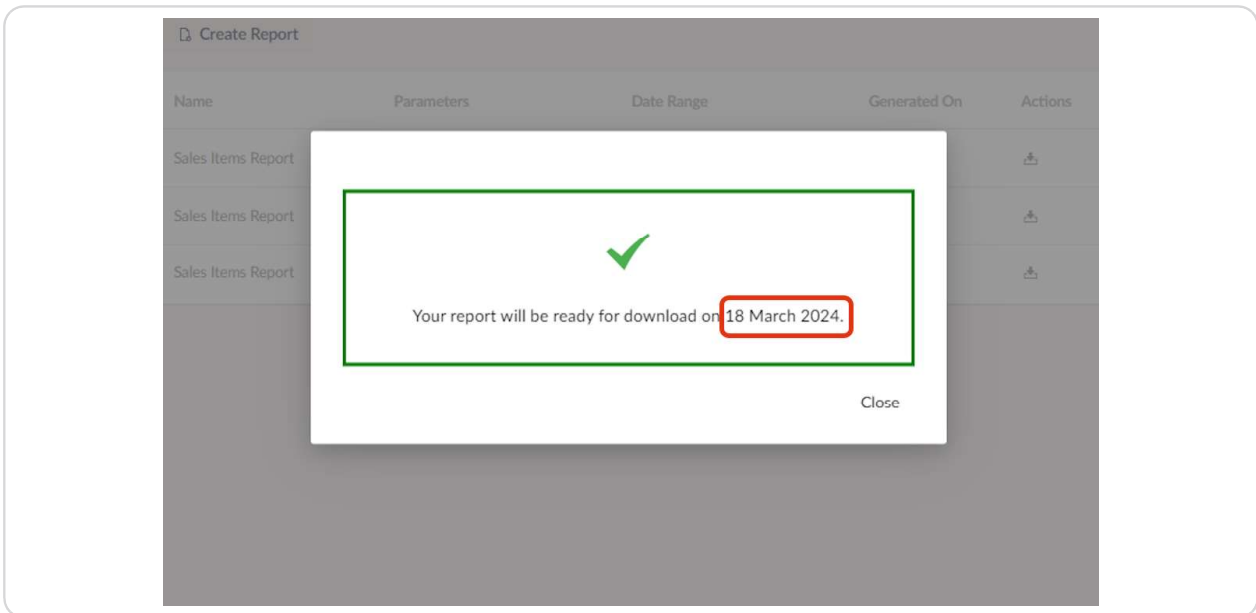 Create Report
Name Parameters Date Range Generated On Actions
Sales Items Report
Sales Items Report
Sales Items Report
Your report will be ready for download on 18 March 2024.
Close